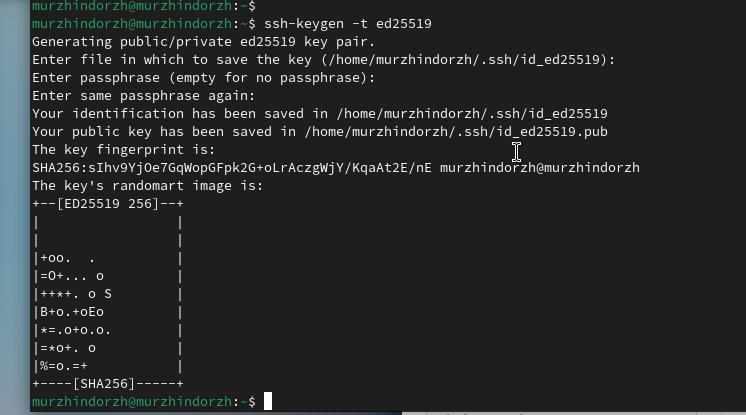 murzhindorzh@murzhindorzh:~$
murzhindorzh@murzhindorzh:~$ ssh-keygen -t ed25519
Generating public/private ed25519 key pair.
Enter file in which to save the key (/home/murzhindorzh/.ssh/id_ed25519):
Enter passphrase (empty for no passphrase):
Enter same passphrase again:
Your identification has been saved in /home/murzhindorzh/.ssh/id_ed25519
Your public key has been saved in /home/murzhindorzh/.ssh/id_ed25519.pub
The key fingerprint is:
SHA256:sIhv9YjOe7GqWopGFpk2G+oLrAczgWjY/KqaAt2E/nE murzhindorzh@murzhindorzh
The key's randomart image is:
+--[ED25519 256]--+
|                 |
|                 |
|+oo.  .          |
|=O+... o         |
|++*+. o S        |
|B+o.+oEo         |
|*=.o+o.o.        |
|=*o+. o          |
|%=o.=+           |
+----[SHA256]-----+
murzhindorzh@murzhindorzh:~$